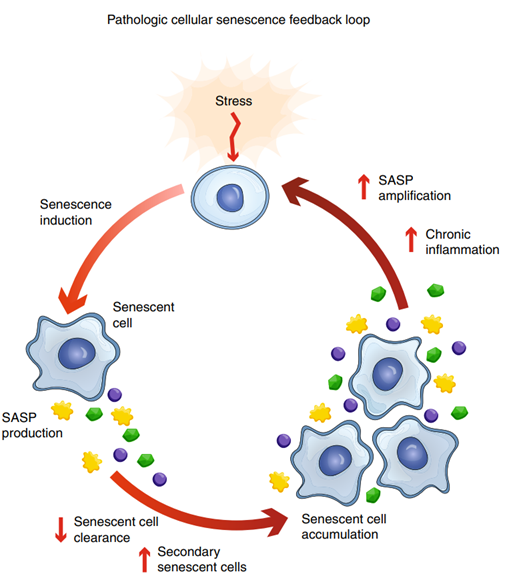 Pathologic cellular senescence feedback loop
Stress
SASP
amplification
Senescence
induction
Chronic
inflammation
Senescent
cell
SASP
production
Senescent cell
clearance
Secondary
senescent cells
Senescent cell
accumulation